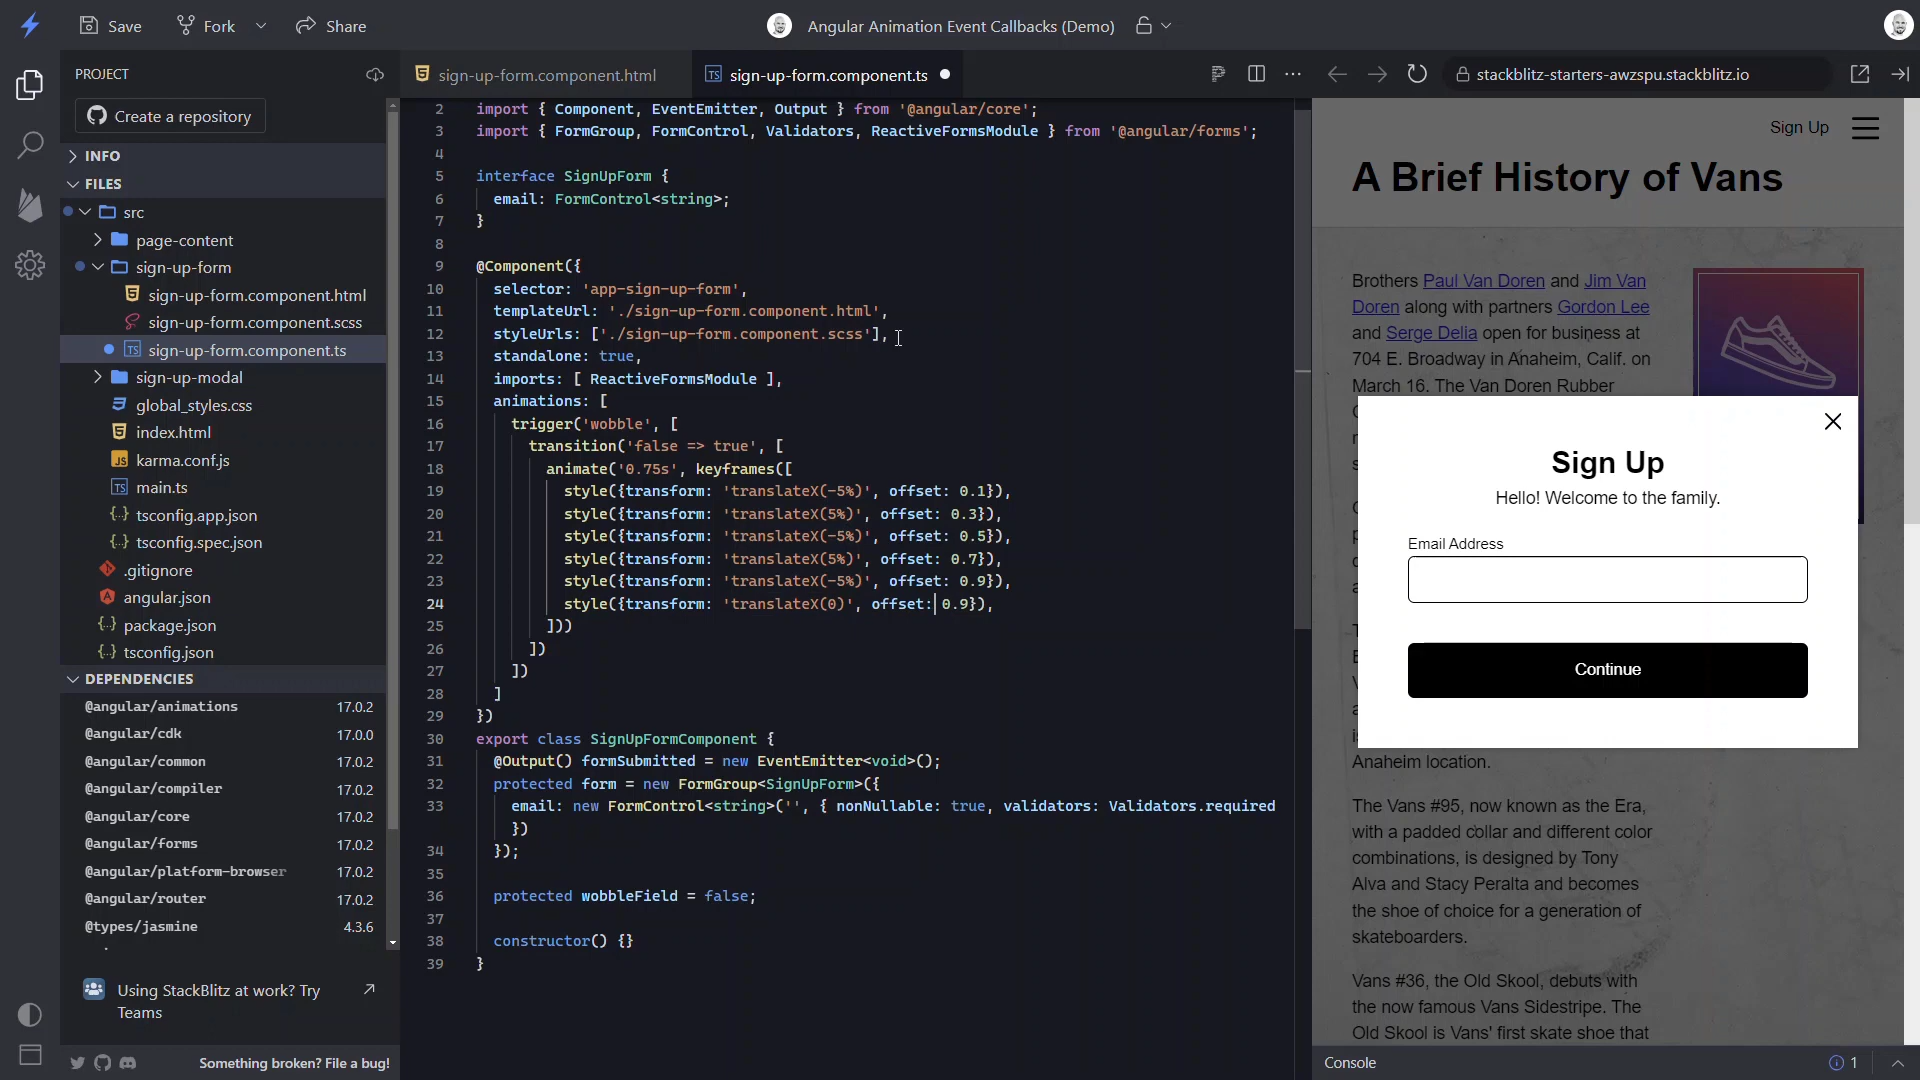 Save
Fork
Share
Angular Animation Event Callbacks (Demo)
PROJECT
Create a repository
INFO
FILES
src
page-content
sign-up-form
sign-up-form.component.html
sign-up-form.component.scss
TS sign-up-form.component.ts
sign-up-modal
global_styles.css
index.html
JS karma.conf.js
TS main.ts
{··} tsconfig.app.json
{··} tsconfig.spec.json
.gitignore
angular.json
{··} package.json
{··} tsconfig.json
DEPENDENCIES
@angular/animations 17.0.2
@angular/cdk 17.0.0
@angular/common 17.0.2
@angular/compiler 17.0.2
@angular/core 17.0.2
@angular/forms 17.0.2
@angular/platform-browser 17.0.2
@angular/router 17.0.2
@types/jasmine 4.3.6
Using StackBlitz at work? Try
Teams
Something broken? File a bug!
sign-up-form.component.html
TS sign-up-form.component.ts
2 import { Component, EventEmitter, Output } from '@angular/core';
3 import { FormGroup, FormControl, Validators, ReactiveFormsModule } from '@angular/forms';
4
5 interface SignUpForm {
6 email: FormControl<string>;
7 }
8
9 @Component({
10 selector: 'app-sign-up-form',
11 templateUrl: './sign-up-form.component.html',
12 styleUrls: ['./sign-up-form.component.scss'],
13 standalone: true,
14 imports: [ ReactiveFormsModule ],
15 animations: [
16 trigger('wobble', [
17 transition('false => true', [
18 animate('0.75s', keyframes([
19 style({transform: 'translateX(-5%)', offset: 0.1}),
20 style({transform: 'translateX(5%)', offset: 0.3}),
21 style({transform: 'translateX(-5%)', offset: 0.5}),
22 style({transform: 'translateX(5%)', offset: 0.7}),
23 style({transform: 'translateX(-5%)', offset: 0.9}),
24 style({transform: 'translateX(0)', offset: 0.9}),
25 ]))
26 ])
27 ])
28 ]
29 })
30 export class SignUpFormComponent {
31 @Output() formSubmitted = new EventEmitter<void>();
32 protected form = new FormGroup<SignUpForm>({
33 email: new FormControl<string>('', { nonNullable: true, validators: Validators.required
})
34 });
35
36 protected wobbleField = false;
37
38 constructor() {}
39 }
stackblitz-starters-awzspu.stackblitz.io
Sign Up
A Brief History of Vans
Brothers Paul Van Doren and Jim Van
Doren along with partners Gordon Lee
and Serge Delia open for business at
704 E. Broadway in Anaheim, Calif. on
March 16. The Van Doren Rubber
Sign Up
Hello! Welcome to the family.
Email Address
Continue
Anaheim location.
The Vans #95, now known as the Era,
with a padded collar and different color
combinations, is designed by Tony
Alva and Stacy Peralta and becomes
the shoe of choice for a generation of
skateboarders.
Vans #36, the Old Skool, debuts with
the now famous Vans Sidestripe. The
Old Skool is Vans' first skate shoe that
Console
1